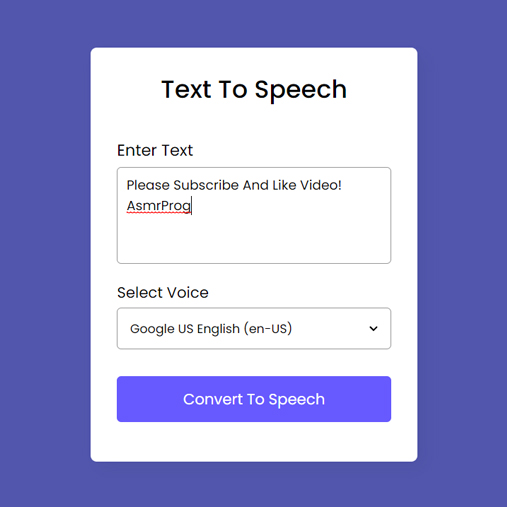 Text To Speech
Enter Text
Please Subscribe And Like Video!
AsmrProg
Select Voice
Google US English (en-US)
Convert To Speech